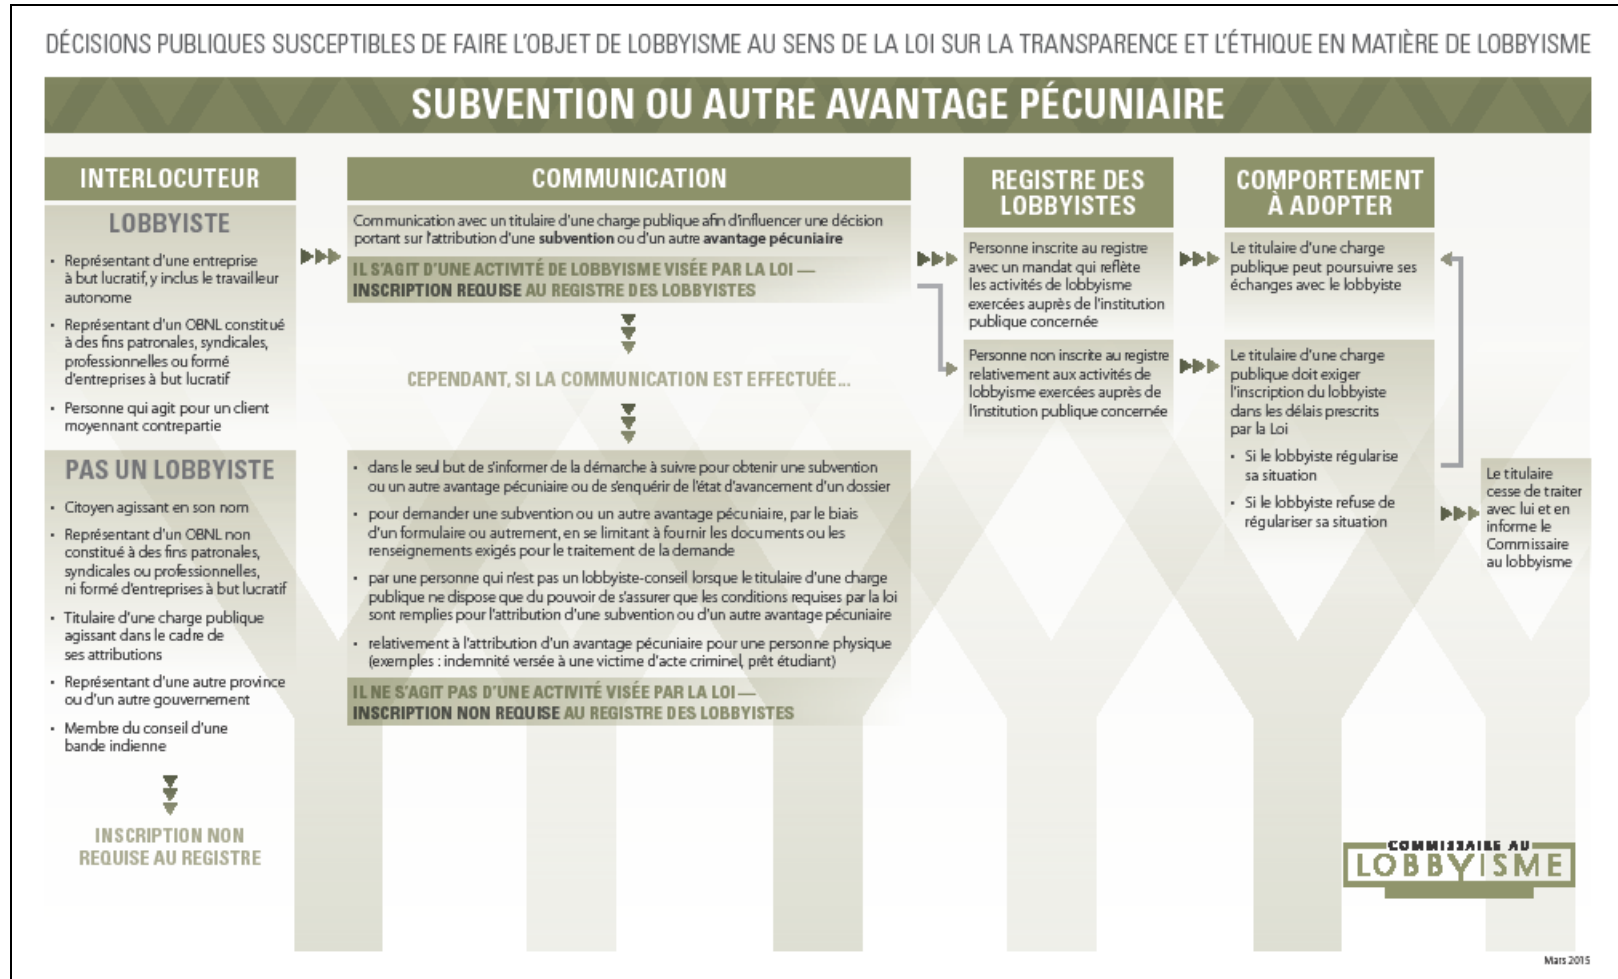 DÉCISIONS PUBLIQUES SUSCEPTIBLES DE FAIRE L'OBJET DE LOBBYISME AU SENS DE LA LOI SUR LA TRANSPARENCE ET L'ÉTHIQUE EN MATIÈRE DE LOBBYISME
SUBVENTION OU AUTRE AVANTAGE PÉCUNIAIRE
INTERLOCUTEUR
LOBBYISTE
• Représentant d'une entreprise
à but lucratif, y inclus le travailleur
autonome
• Représentant d'un OBNL constitué
à des fins patronales, syndicales,
professionnelles ou formé
d'entreprises à but lucratif
• Personne qui agit pour un client
moyennant contrepartie
PAS UN LOBBYISTE
• Citoyen agissant en son nom
• Représentant d'un OBNL non
constitué à des fins patronales,
syndicales ou professionnelles,
ni formé d'entreprises à but lucratif
• Titulaire d'une charge publique
agissant dans le cadre de
ses attributions
• Représentant d'une autre province
ou d'un autre gouvernement
• Membre du conseil d'une
bande indienne
INSCRIPTION NON
REQUISE AU REGISTRE
COMMUNICATION
Communication avec un titulaire d'une charge publique afin d'influencer une décision
portant sur l'attribution d'une subvention ou d'un autre avantage pécuniaire
IL S'AGIT D'UNE ACTIVITÉ DE LOBBYISME VISÉE PAR LA LOI —
INSCRIPTION REQUISE AU REGISTRE DES LOBBYISTES
CEPENDANT, SI LA COMMUNICATION EST EFFECTUÉE...
• dans le seul but de s'informer de la démarche à suivre pour obtenir une subvention
ou un autre avantage pécuniaire ou de s'enquérir de l'état d'avancement d'un dossier
• pour demander une subvention ou un autre avantage pécuniaire, par le biais
d'un formulaire ou autrement, en se limitant à fournir les documents ou les
renseignements exigés pour le traitement de la demande
• par une personne qui n'est pas un lobbyiste-conseil lorsque le titulaire d'une charge
publique ne dispose que du pouvoir de s'assurer que les conditions requises par la loi
sont remplies pour l'attribution d'une subvention ou d'un autre avantage pécuniaire
• relativement à l'attribution d'un avantage pécuniaire pour une personne physique
(exemples : indemnité versée à une victime d'acte criminel, prêt étudiant)
IL NE S'AGIT PAS D'UNE ACTIVITÉ VISÉE PAR LA LOI —
INSCRIPTION NON REQUISE AU REGISTRE DES LOBBYISTES
REGISTRE DES
LOBBYISTES
Personne inscrite au registre
avec un mandat qui reflète
les activités de lobbyisme
exercées auprès de l'institution
publique concernée
Personne non inscrite au registre
relativement aux activités de
lobbyisme exercées auprès de
l'institution publique concernée
COMPORTEMENT
À ADOPTER
Le titulaire d'une charge
publique peut poursuivre ses
échanges avec le lobbyiste
Le titulaire d'une charge
publique doit exiger
l'inscription du lobbyiste
dans les délais prescrits
par la Loi
• Si le lobbyiste régularise
sa situation
• Si le lobbyiste refuse de
régulariser sa situation
Le titulaire
cesse de traiter
avec lui et en
informe le
Commissaire
au lobbyisme
COMMISSAIRE AU
LOBBYISME
Mars 2015